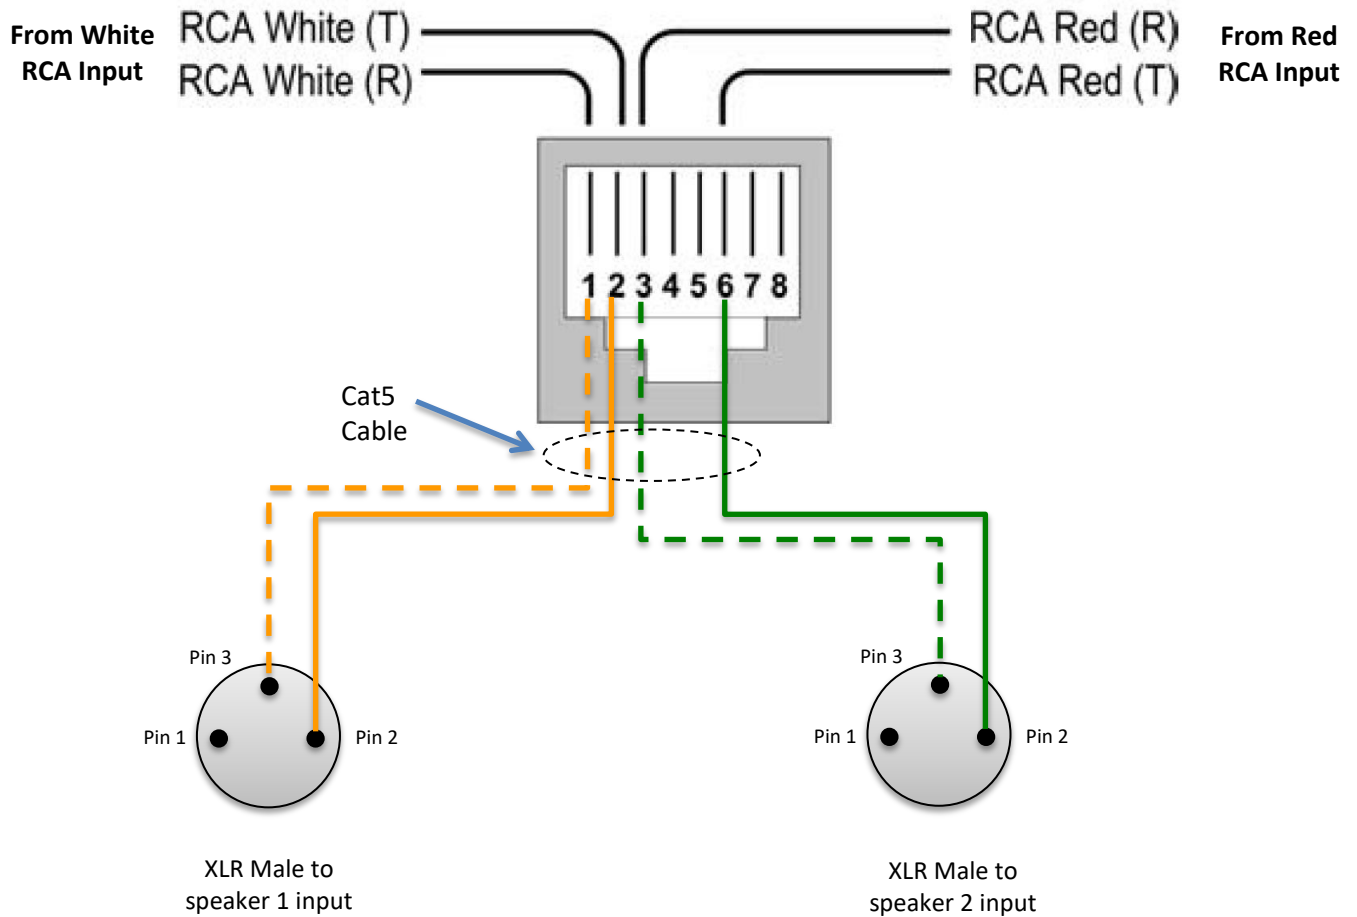 From White
RCA Input
RCA White (T)
RCA White (R)
RCA Red (R)
RCA Red (T)
From Red
RCA Input
1 2 3 4 5 6 7 8
Cat5
Cable
Pin 3
Pin 1
Pin 2
Pin 3
Pin 1
Pin 2
XLR Male to
speaker 1 input
XLR Male to
speaker 2 input